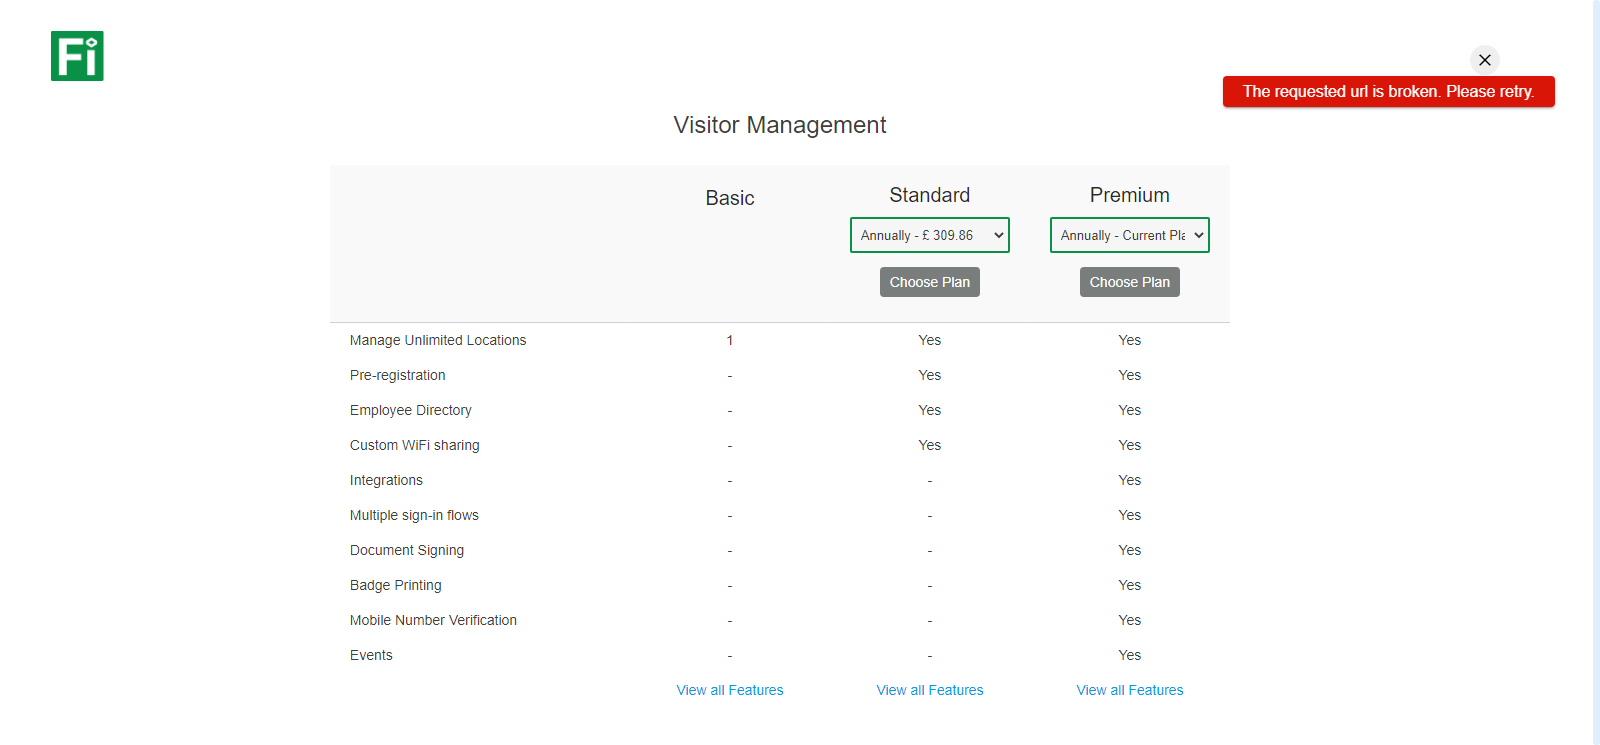 Fi
The requested url is broken. Please retry.
Visitor Management
Basic Standard Premium
Annually - £ 309.86 Annually - Current Pla
Choose Plan Choose Plan
Manage Unlimited Locations 1 Yes Yes
Pre-registration - Yes Yes
Employee Directory - Yes Yes
Custom WiFi sharing - Yes Yes
Integrations - - Yes
Multiple sign-in flows - - Yes
Document Signing - - Yes
Badge Printing - - Yes
Mobile Number Verification - - Yes
Events - - Yes
View all Features View all Features View all Features